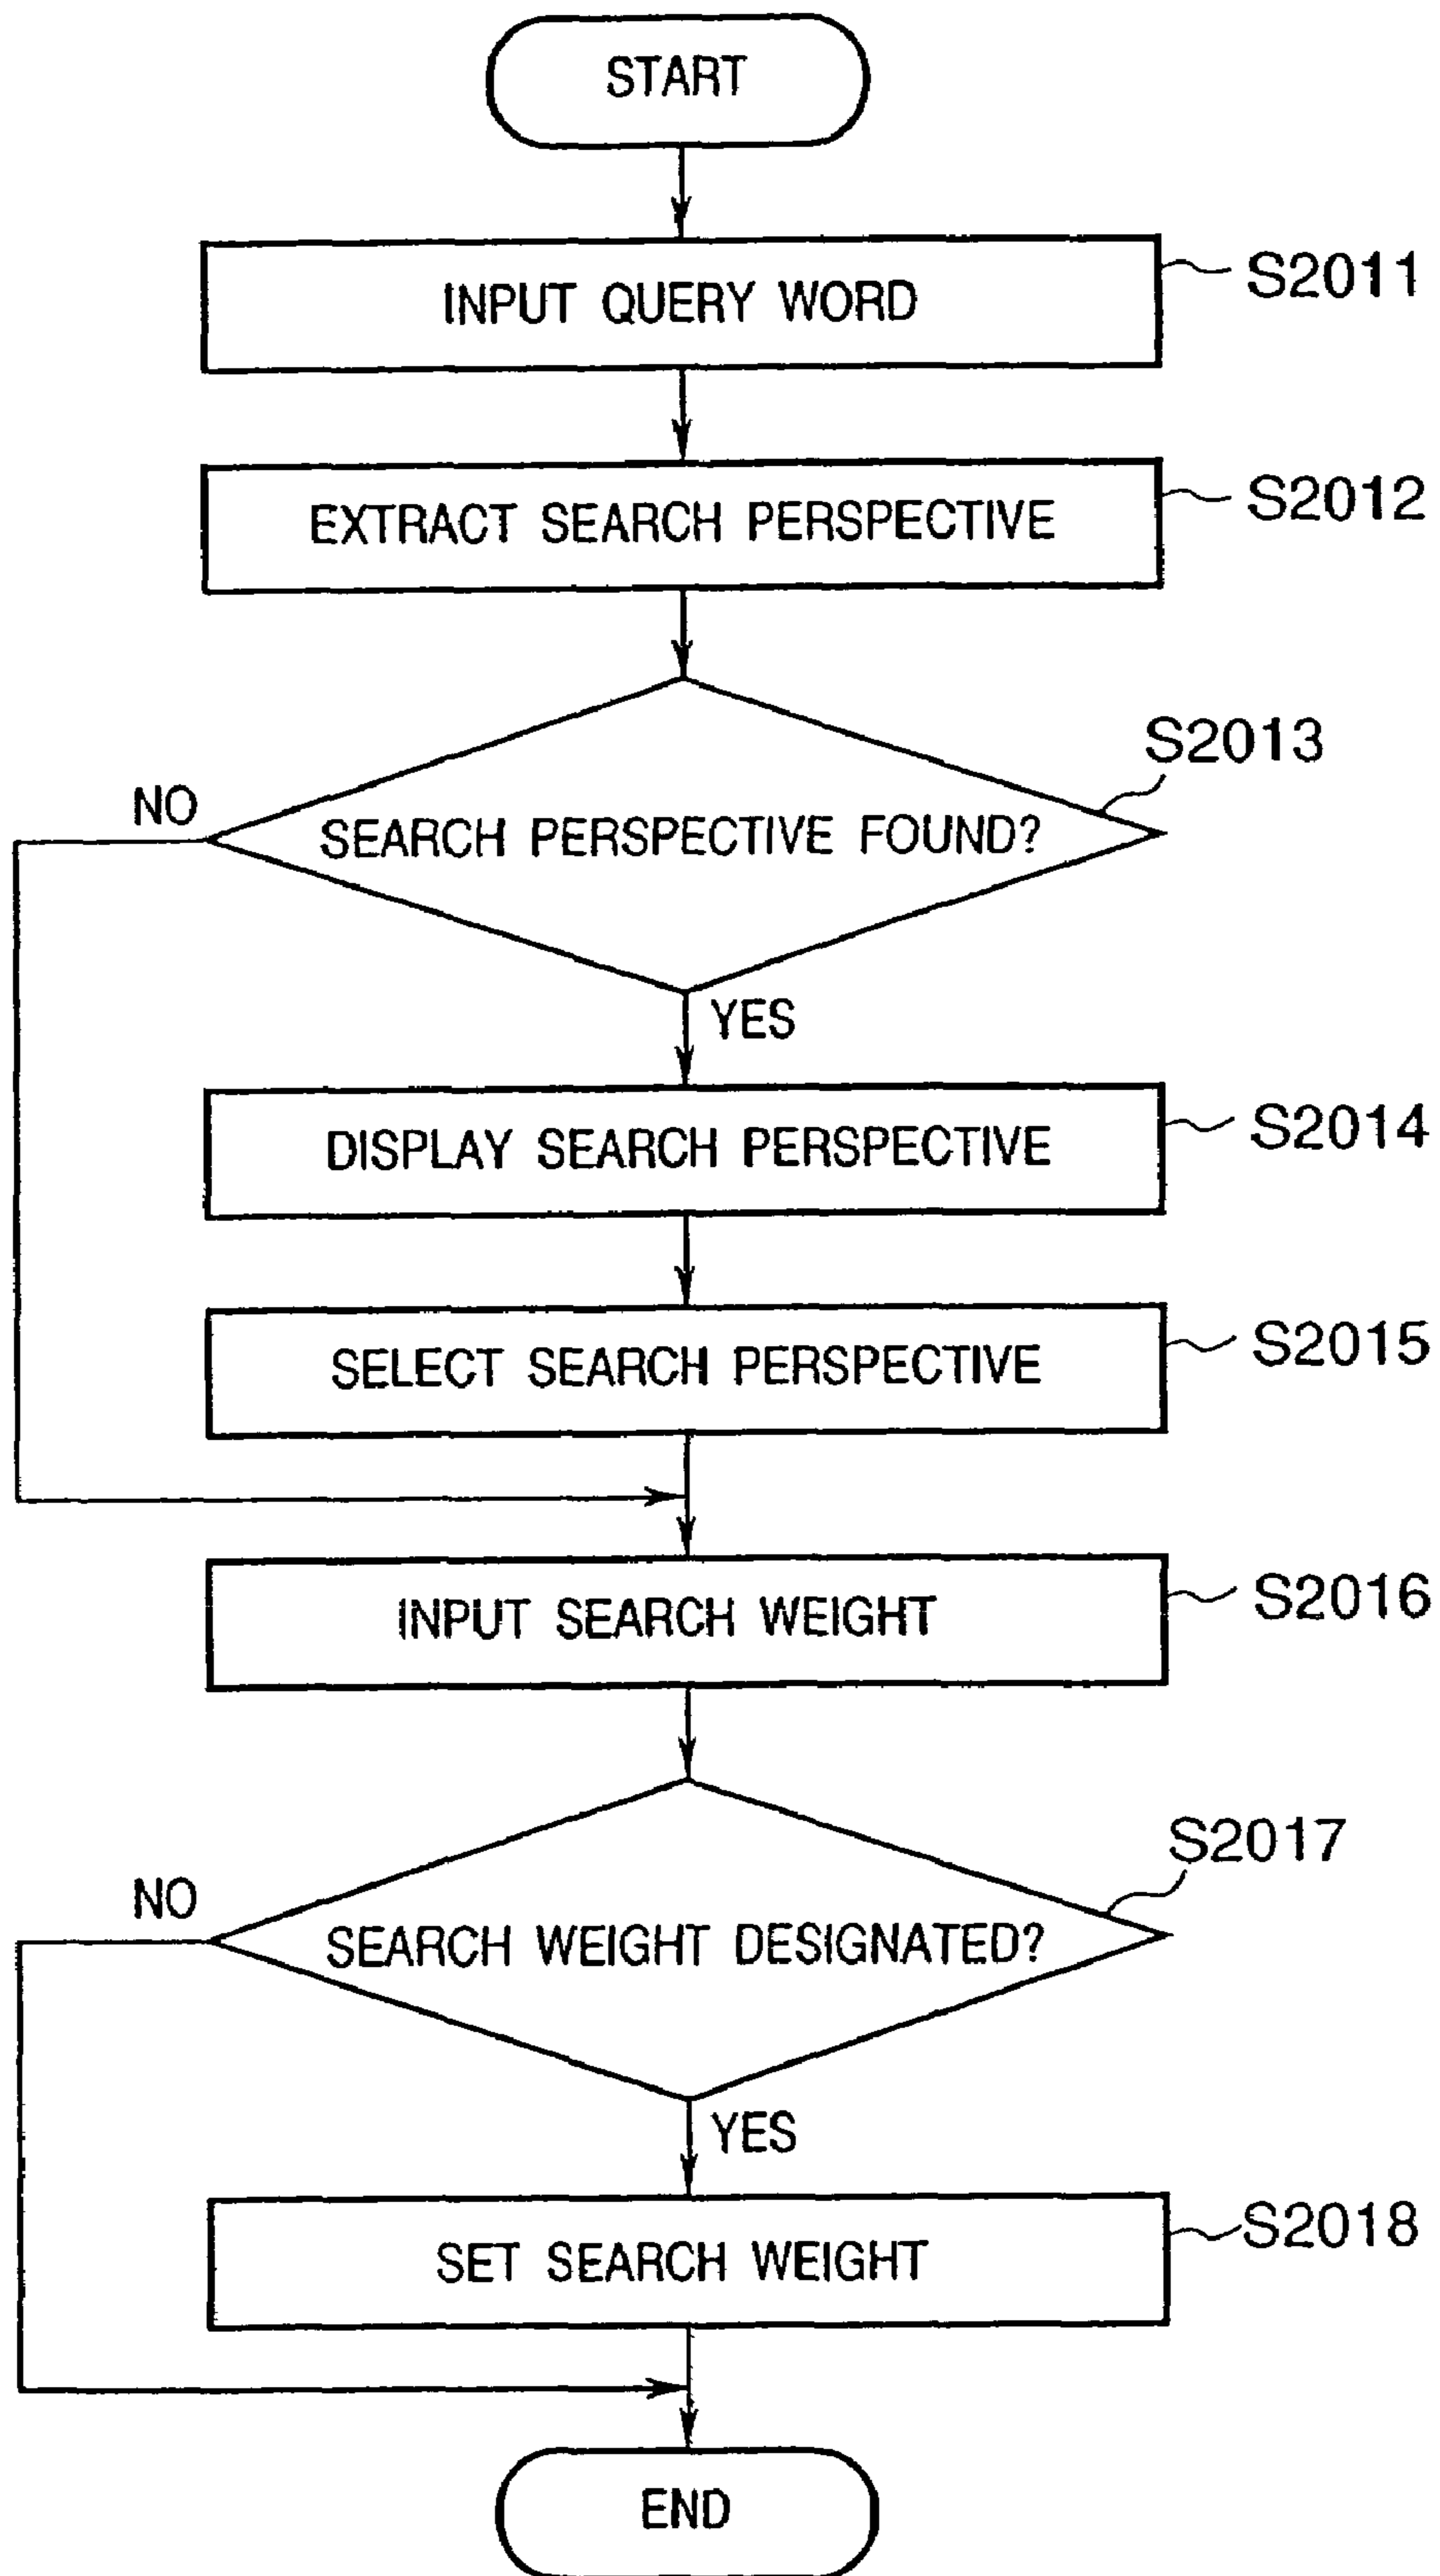 START
INPUT QUERY WORD
S2011
EXTRACT SEARCH PERSPECTIVE
S2012
S2013
NO
SEARCH PERSPECTIVE FOUND?
YES
DISPLAY SEARCH PERSPECTIVE
S2014
SELECT SEARCH PERSPECTIVE
S2015
INPUT SEARCH WEIGHT
S2016
S2017
NO
SEARCH WEIGHT DESIGNATED?
YES
SET SEARCH WEIGHT
S2018
END